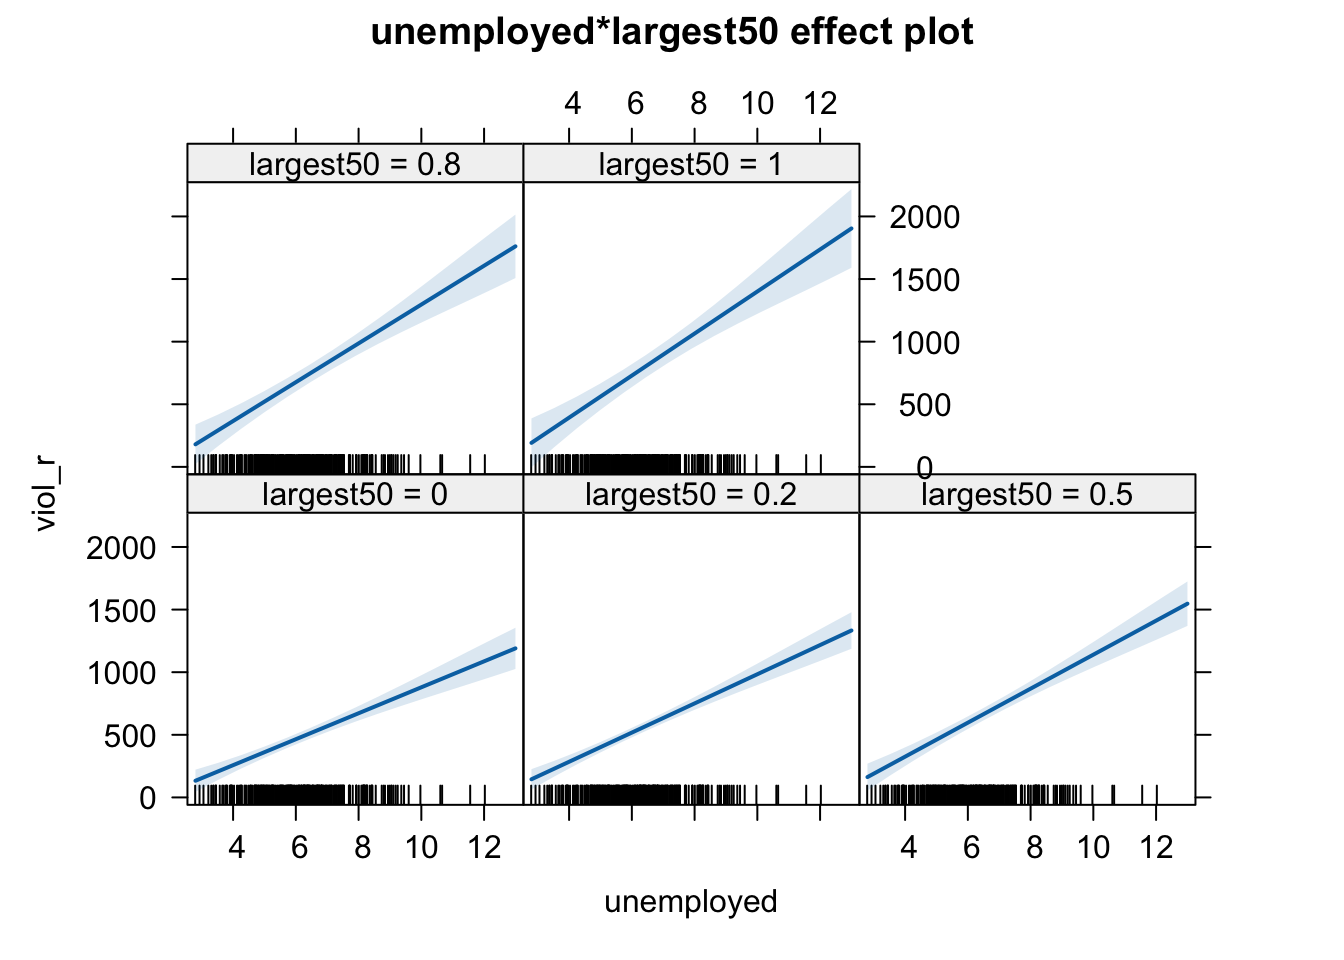 unemployed*largest50 effect plot
4 6 8 10 12
largest50 = 0.8 largest50 = 1
2000
1500
1000
500
0
largest50 = 0 largest50 = 0.2 largest50 = 0.5
viol_r
2000
1500
1000
500
0
4 6 8 10 12 4 6 8 10 12
unemployed